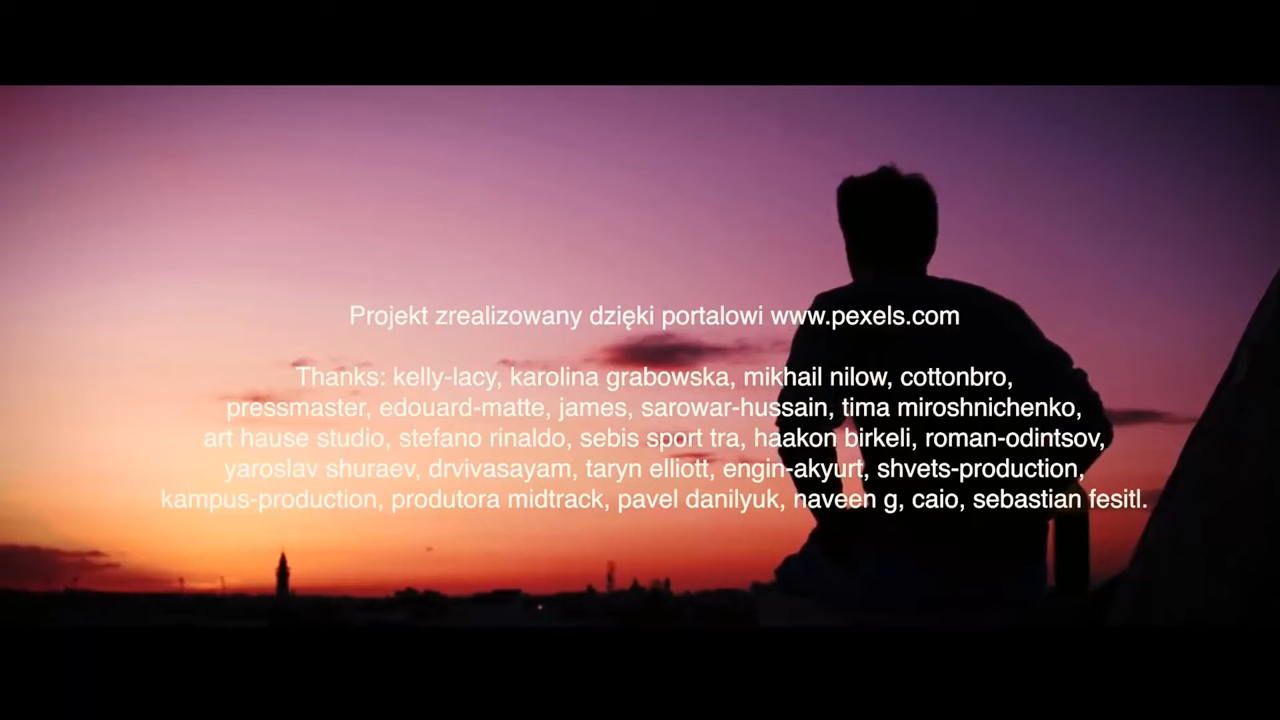 Projekt zrealizowany dzięki portalowi www.pexels.com
Thanks: kelly-lacy, karolina grabowska, mikhail nilow, cottonbro,
pressmaster, edouard-matte, james, sarowar-hussain, tima miroshnichenko,
art hause studio, stefano rinaldo, sebis sport tra, haakon birkeli, roman-odintsov,
yaroslav shuraev, drvivasayam, taryn elliott, engin-akyurt, shvets-production,
kampus-production, produtora midtrack, pavel danilyuk, naveen g, caio, sebastian fesitl.